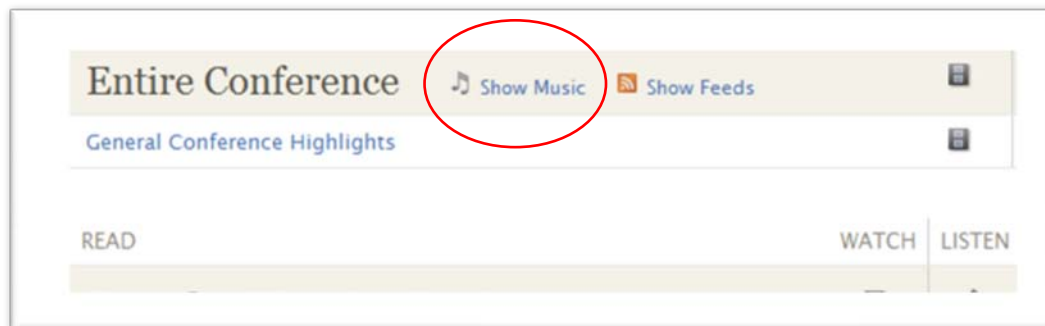 Entire Conference Show Music Show Feeds
General Conference Highlights
READ WATCH LISTEN